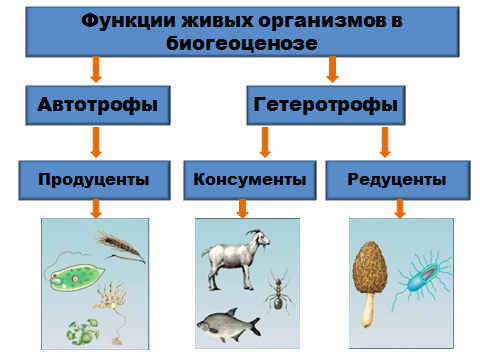 Функции живых организмов в
биогеоценозе
Автотрофы
Гетеротрофы
Продуценты
Консументы
Редуценты